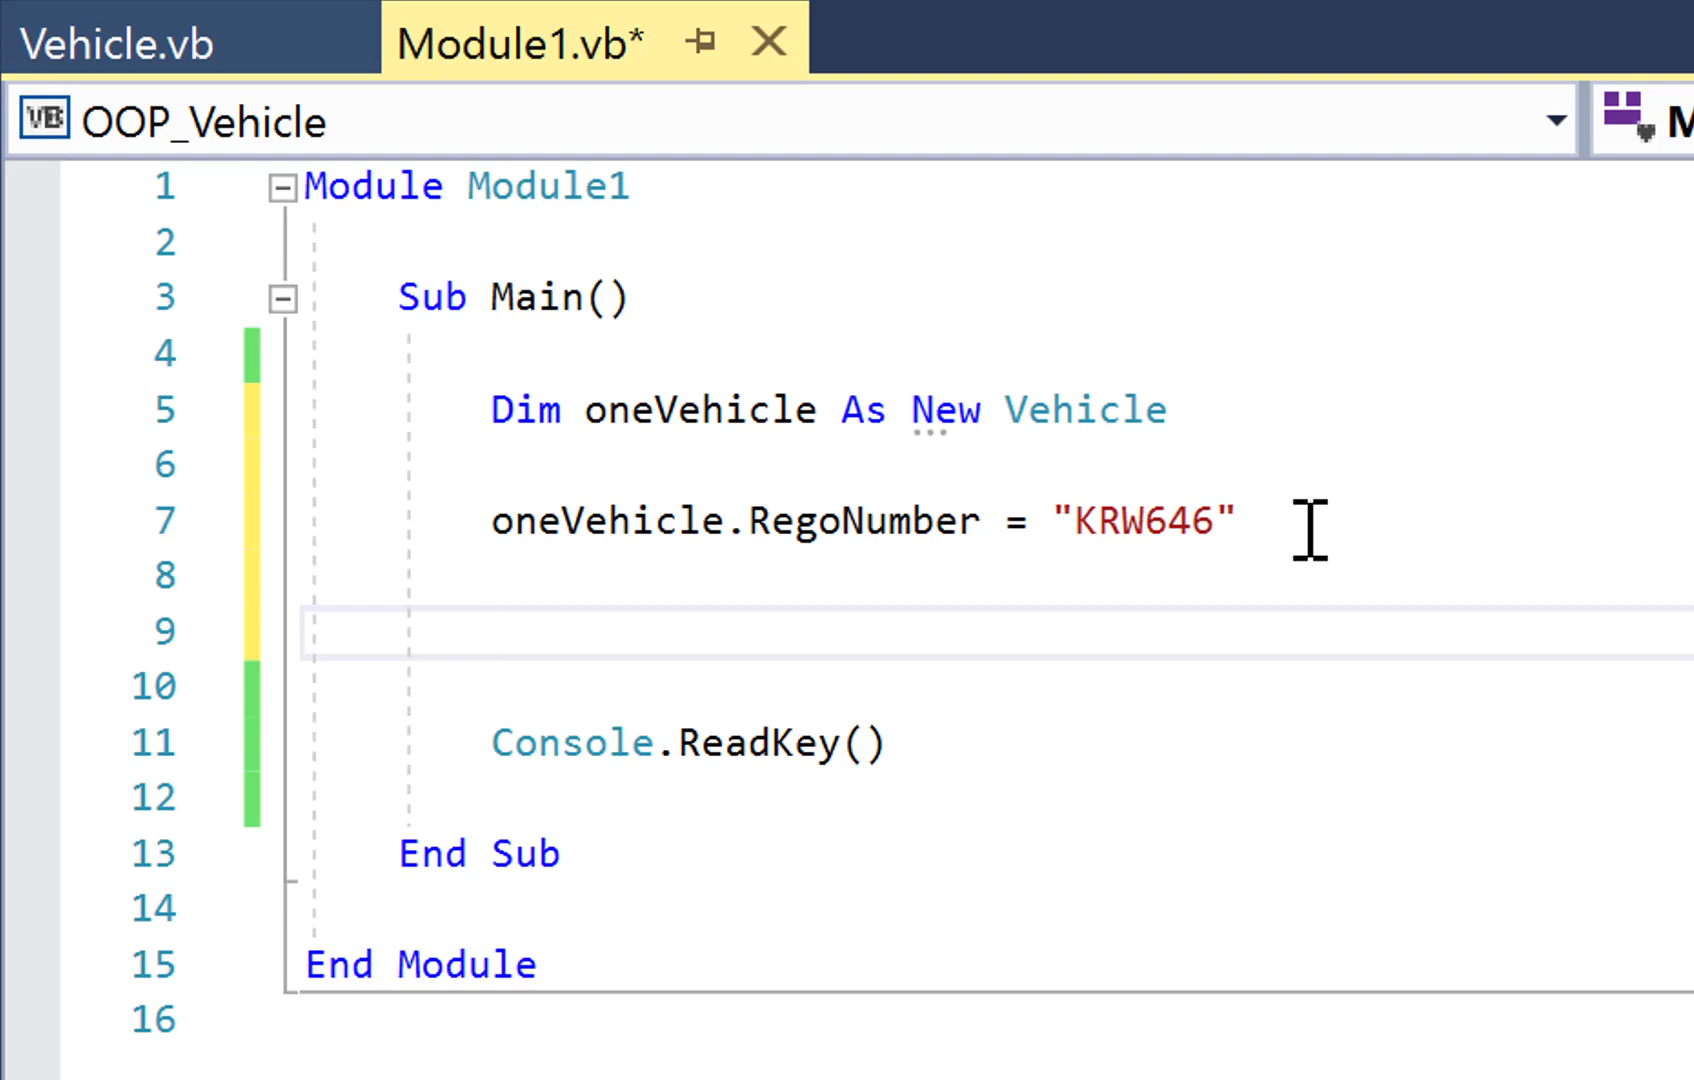 Vehicle.vb
Module1.vb*
VB OOP_Vehicle
M
1 Module Module1
2
3 Sub Main()
4
5 Dim oneVehicle As New Vehicle
6
7 oneVehicle.RegoNumber = "KRW646"
8
9
10
11 Console.ReadKey()
12
13 End Sub
14
15 End Module
16